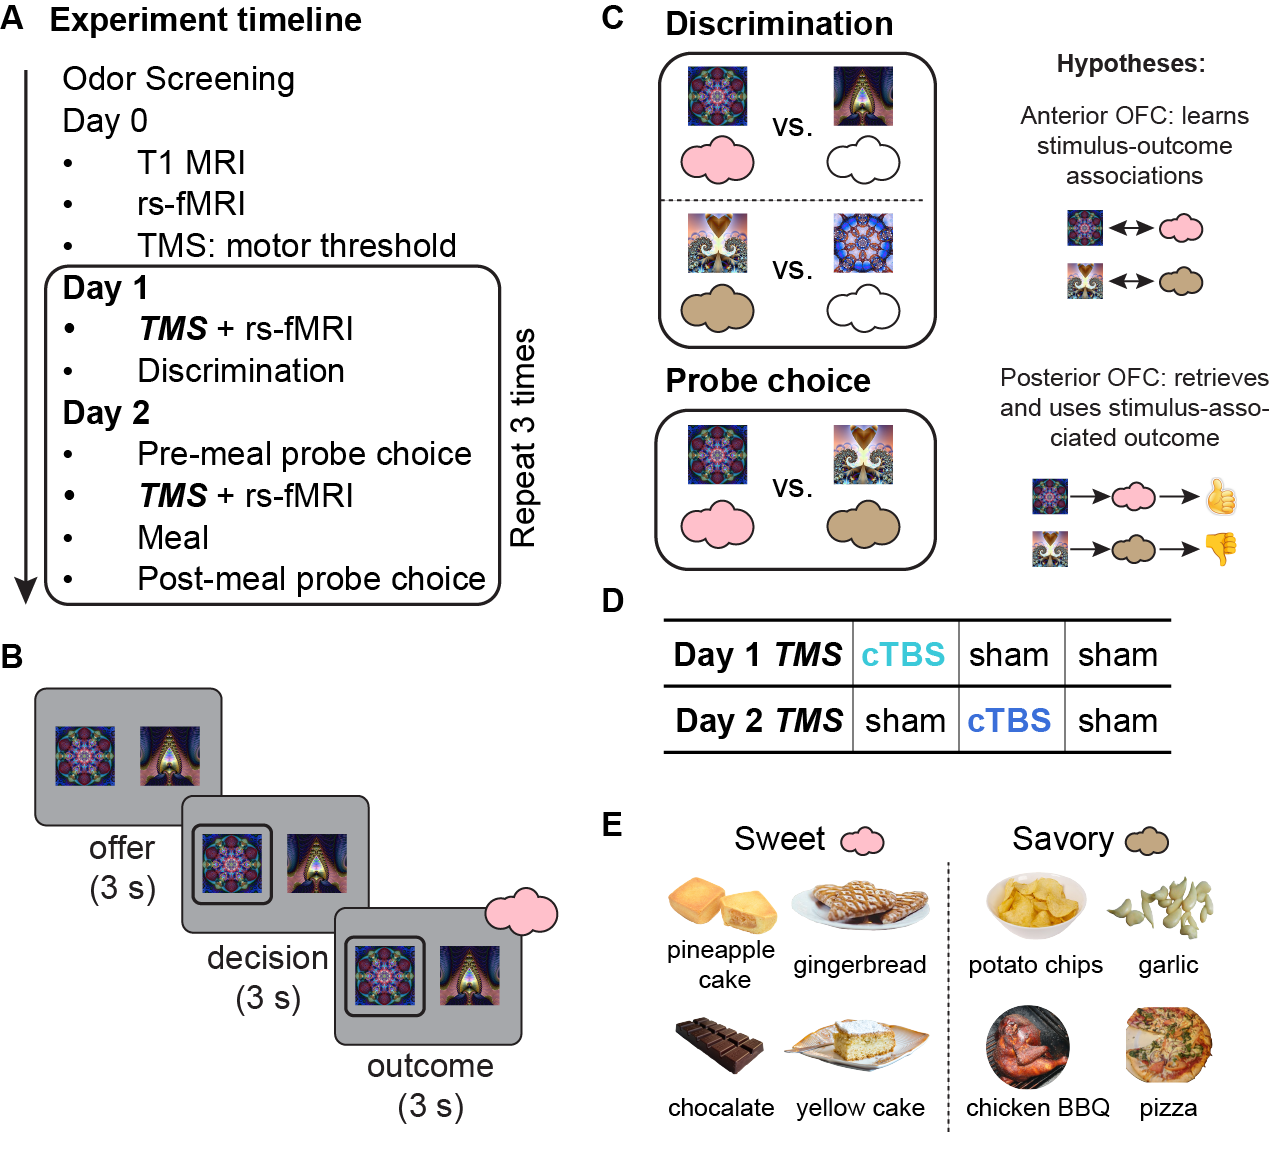 A Experiment timeline
Odor Screening
Day 0
• T1 MRI
• rs-fMRI
• TMS: motor threshold
Day 1
• TMS + rs-fMRI
• Discrimination
Day 2
• Pre-meal probe choice
• TMS + rs-fMRI
• Meal
• Post-meal probe choice
Repeat 3 times
B
offer
(3 s)
decision
(3 s)
outcome
(3 s)
C Discrimination
vs.
vs.
Probe choice
vs.
Hypotheses:
Anterior OFC: learns
stimulus-outcome
associations
Posterior OFC: retrieves
and uses stimulus-asso-
ciated outcome
D
Day 1 TMS cTBS sham sham
Day 2 TMS sham cTBS sham
E
Sweet Savory
pineapple
cake
gingerbread
potato chips
garlic
chocalate
yellow cake
chicken BBQ
pizza